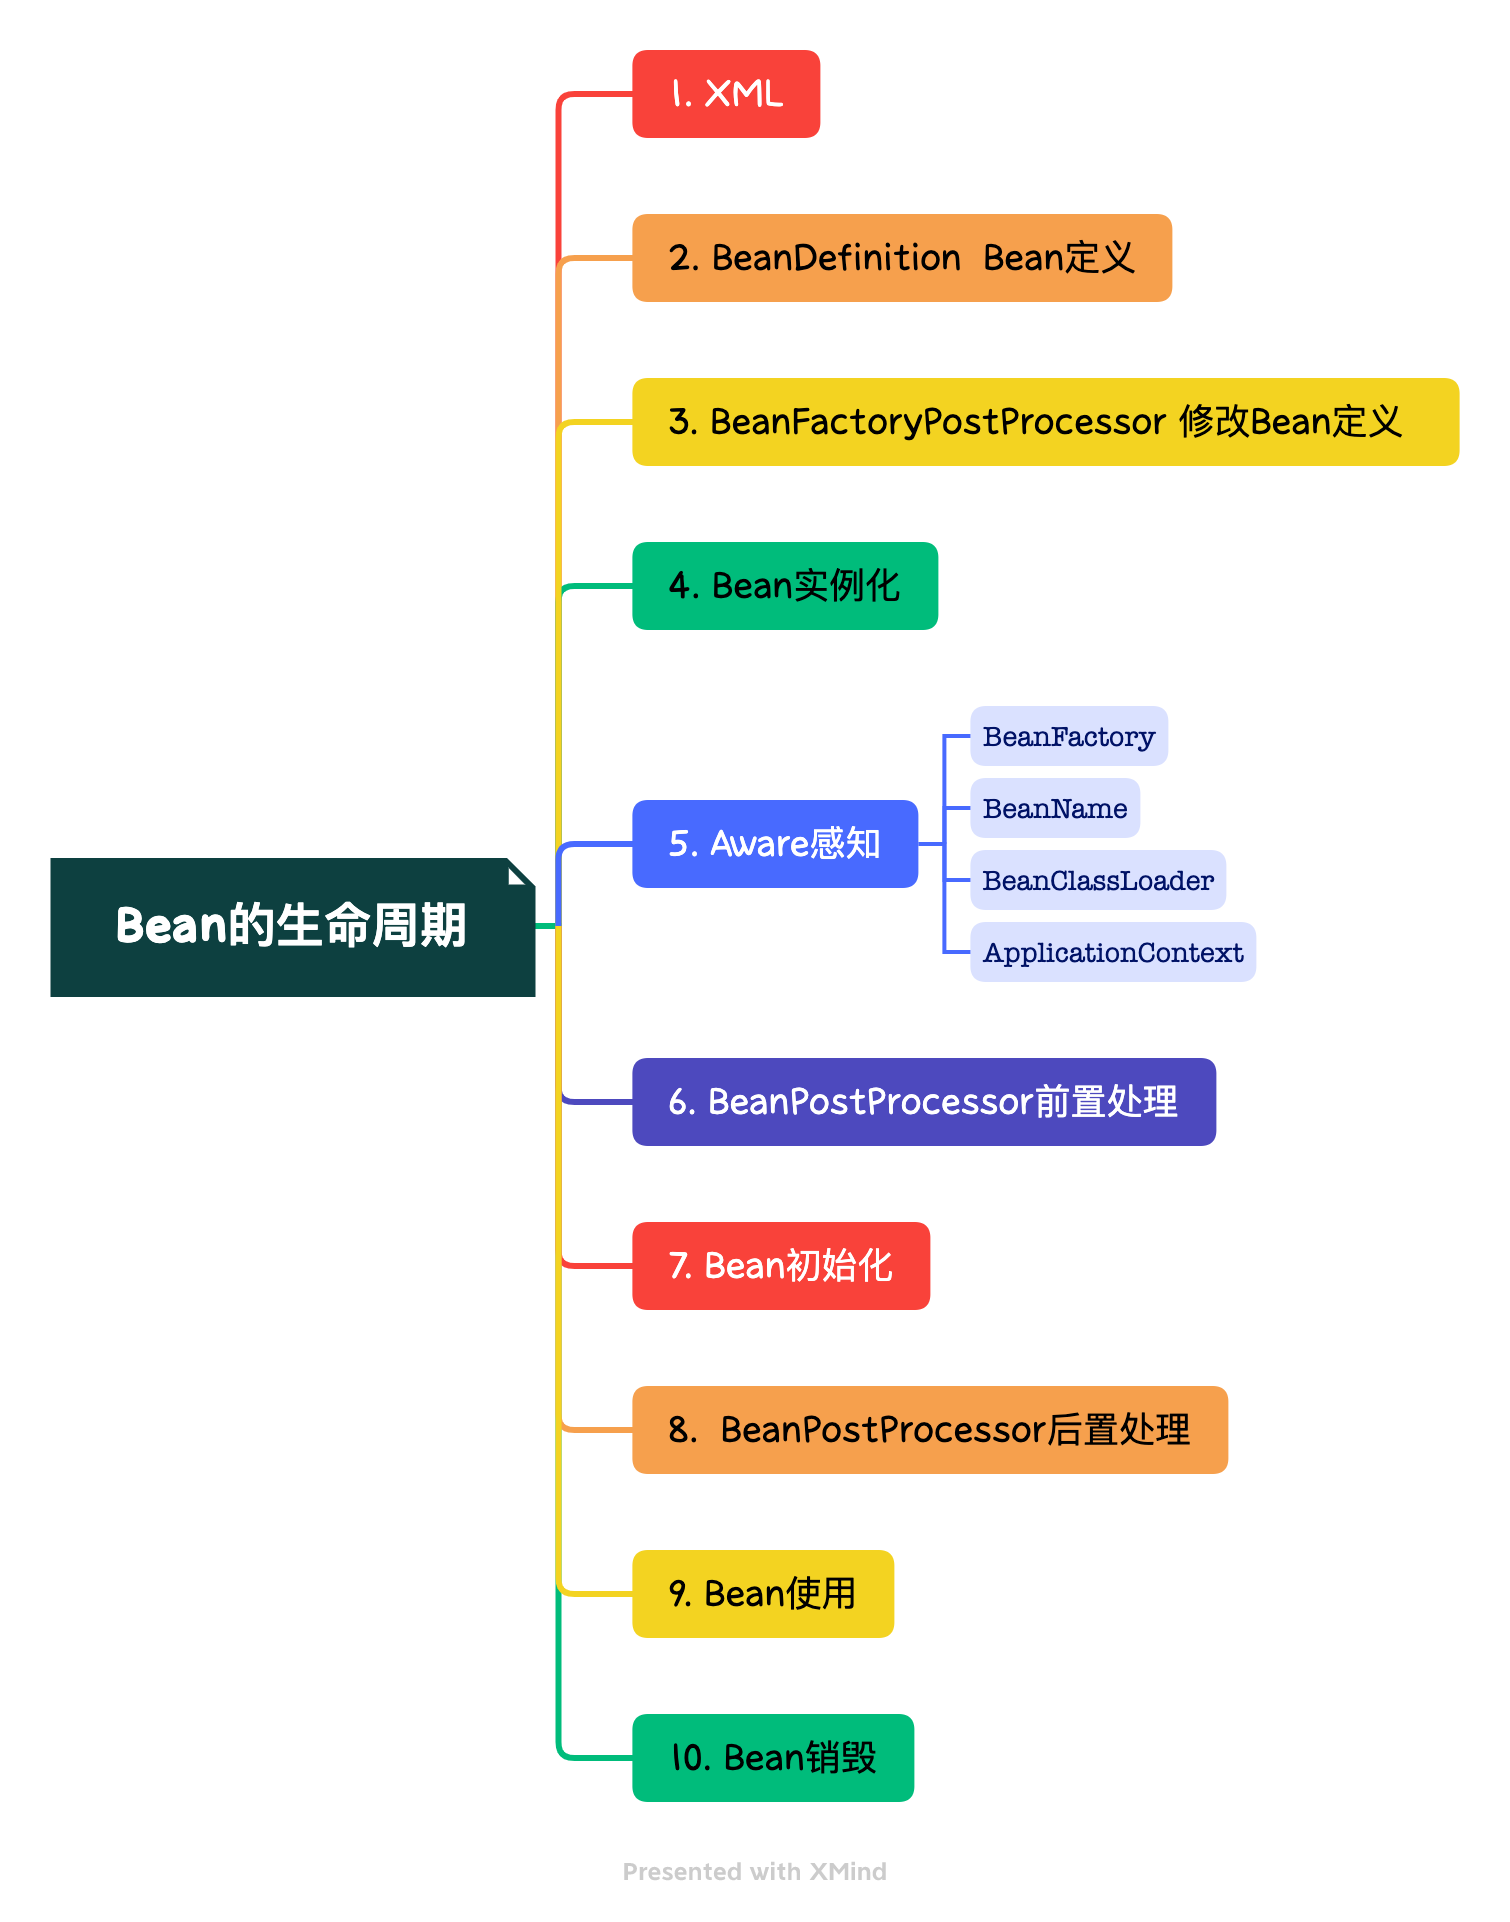 1. XML
2. BeanDefinition  Bean定义
3. BeanFactoryPostProcessor 修改Bean定义
4. Bean实例化
Bean的生命周期
5. Aware感知
BeanFactory
BeanName
BeanClassLoader
ApplicationContext
6. BeanPostProcessor前置处理
7. Bean初始化
8.  BeanPostProcessor后置处理
9. Bean使用
10. Bean销毁
Presented with XMind